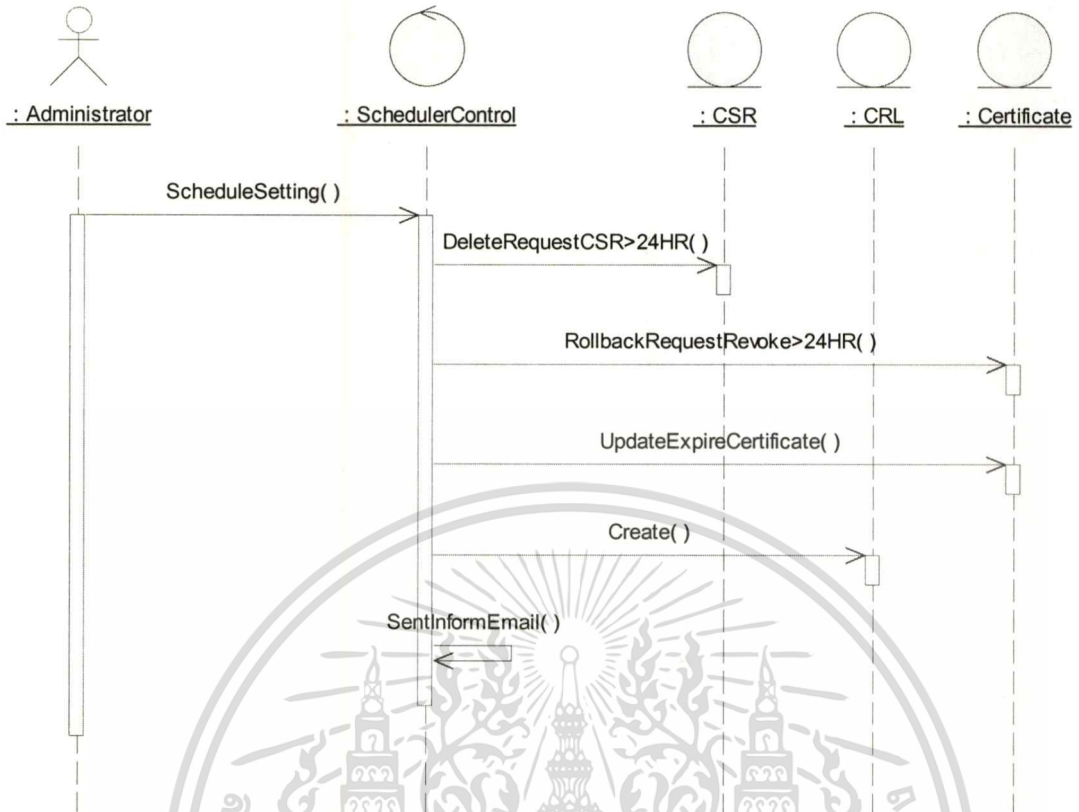 : Administrator
: SchedulerControl
: CSR
: CRL
: Certificate
ScheduleSetting( )
DeleteRequestCSR>24HR( )
RollbackRequestRevoke>24HR( )
UpdateExpireCertificate( )
Create( )
SentInformEmail( )